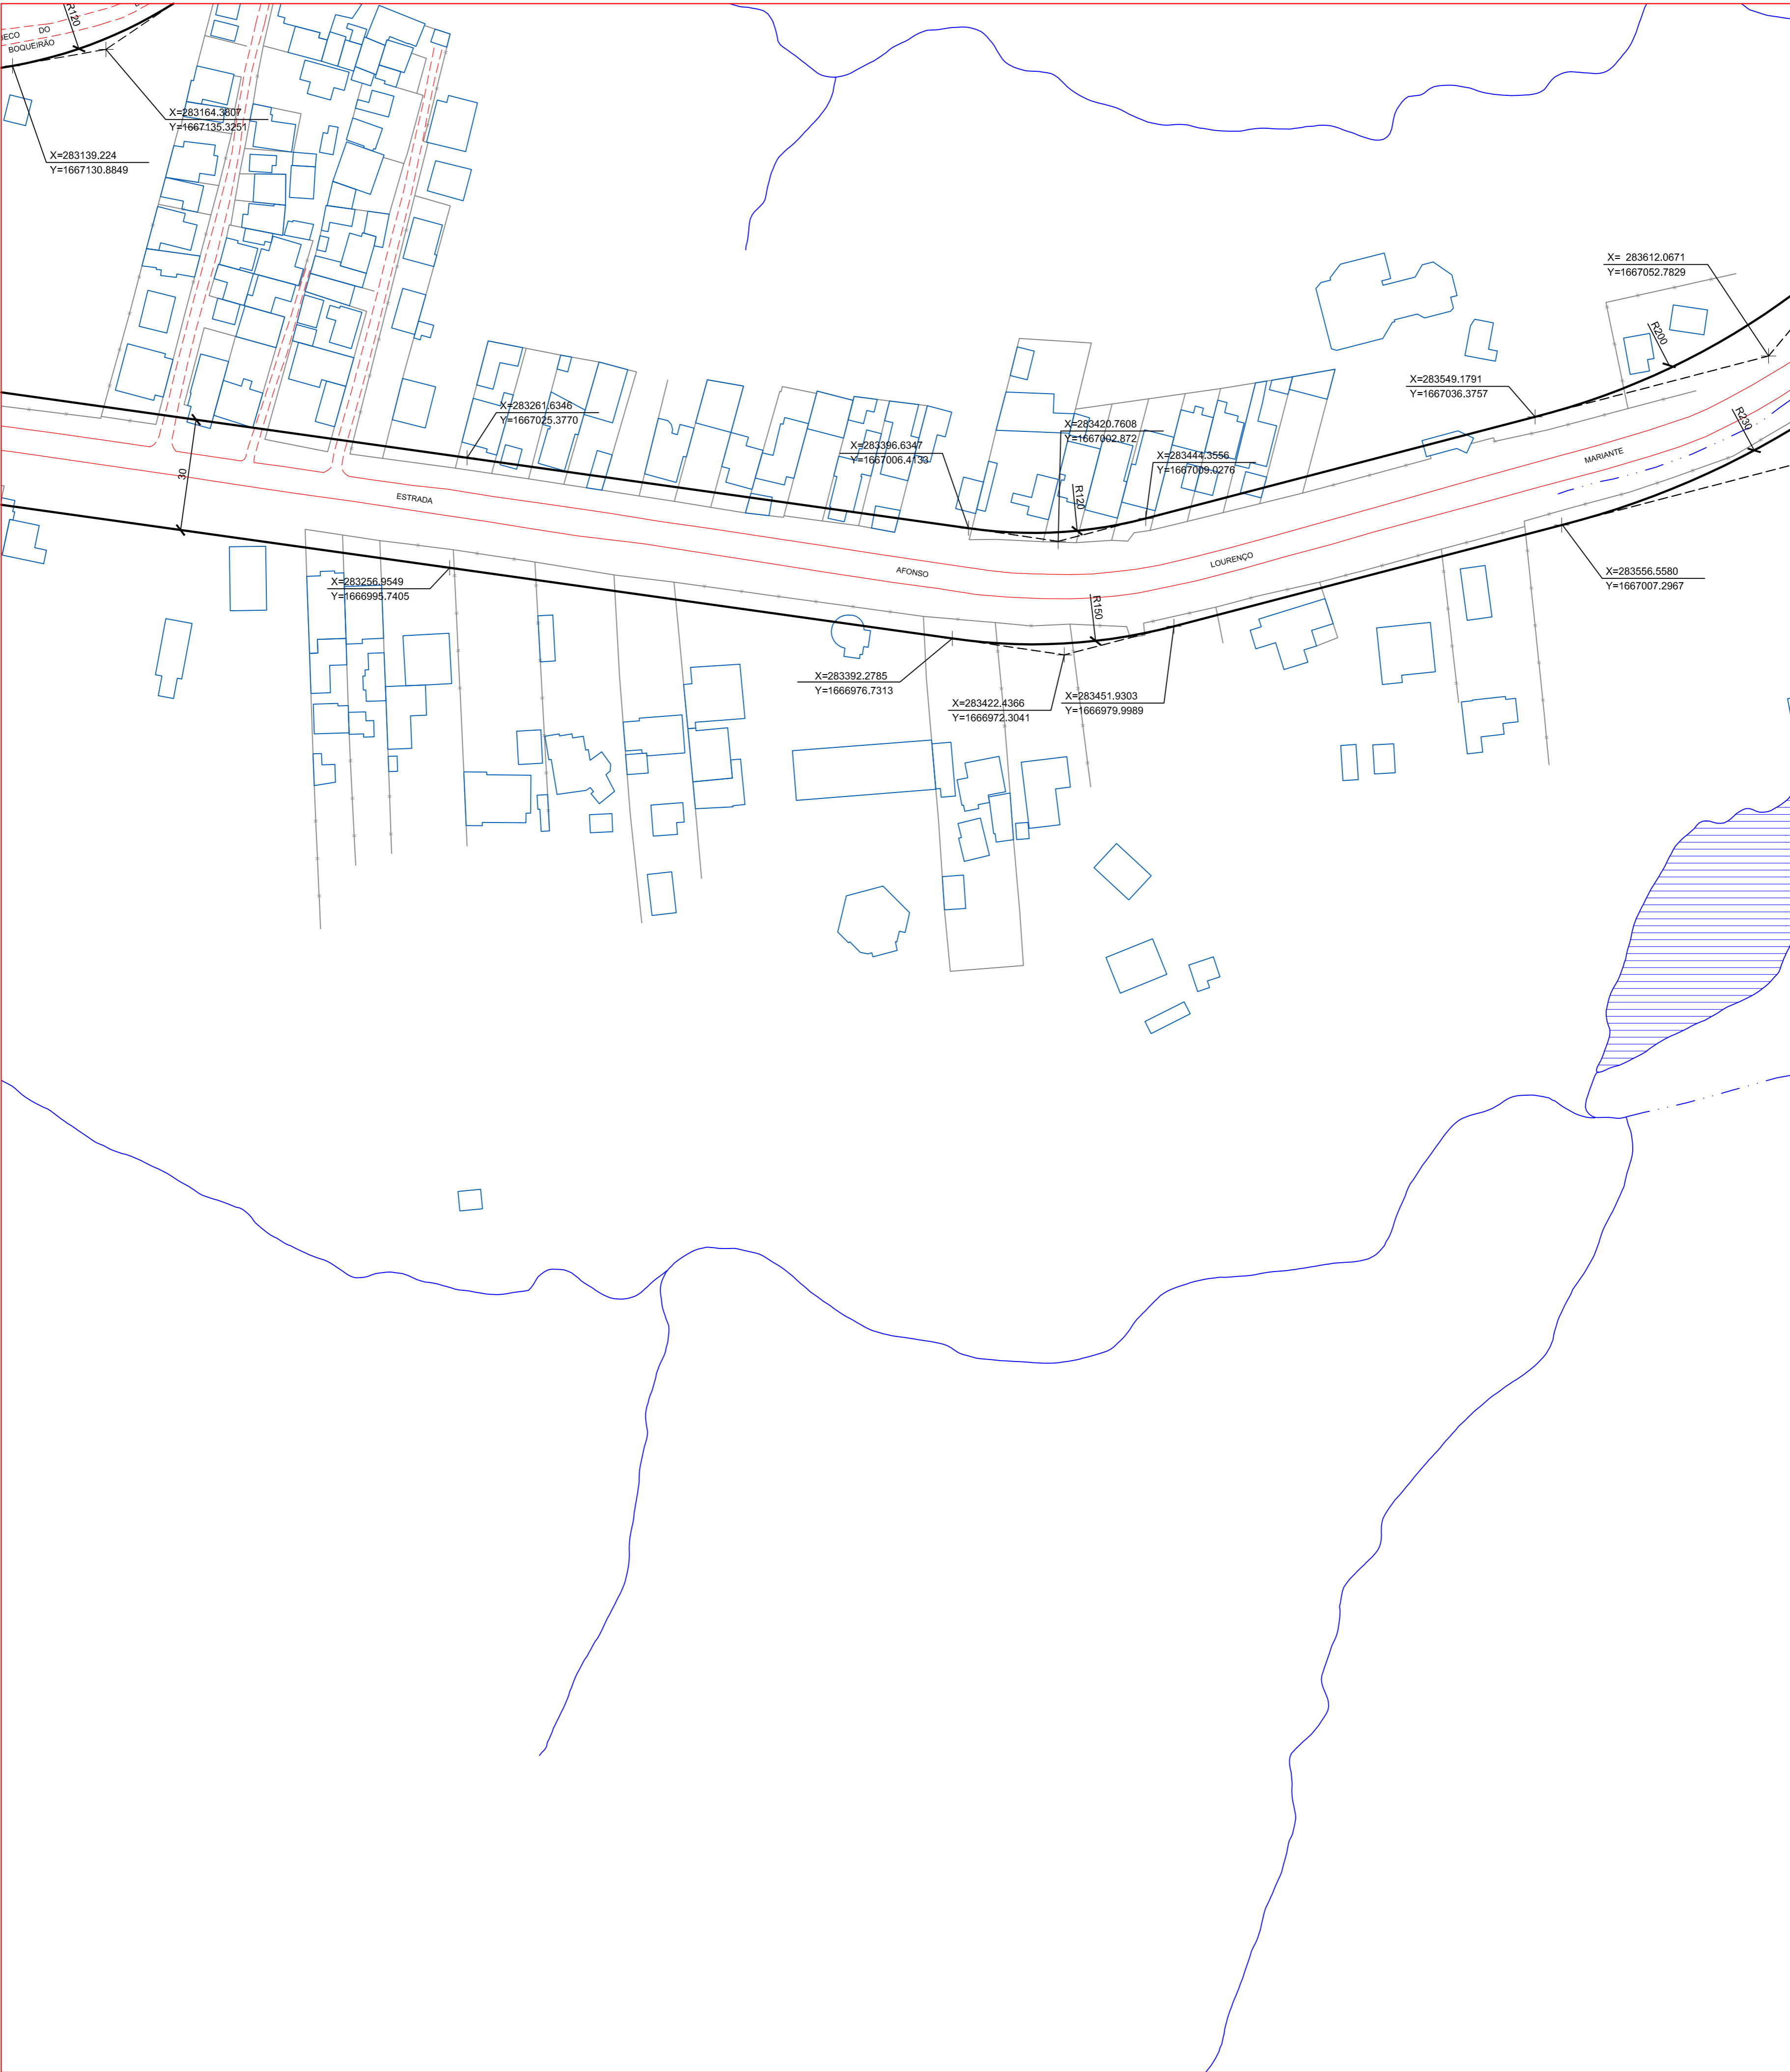 R120
IECO DO
BOQUEIRÃO
X=283164.3807
Y=1667135.3251
X=283139.224
Y=1667130.8849
X= 283612.0671
Y=1667052.7829
R200
X=283549.1791
Y=1667036.3757
R230
X=283261.6346
Y=1667025.3770
X=283420.7608
Y=1667002.872
X=283396.6347
Y=1667006.4133
X=283444.3556
Y=1667009.0276
MARIANTE
30
ESTRADA
R120
LOURENÇO
AFONSO
X=283556.5580
Y=1667007.2967
X=283256.9549
Y=1666995.7405
R150
X=283392.2785
Y=1666976.7313
X=283422.4366
Y=1666972.3041
X=283451.9303
Y=1666979.9989